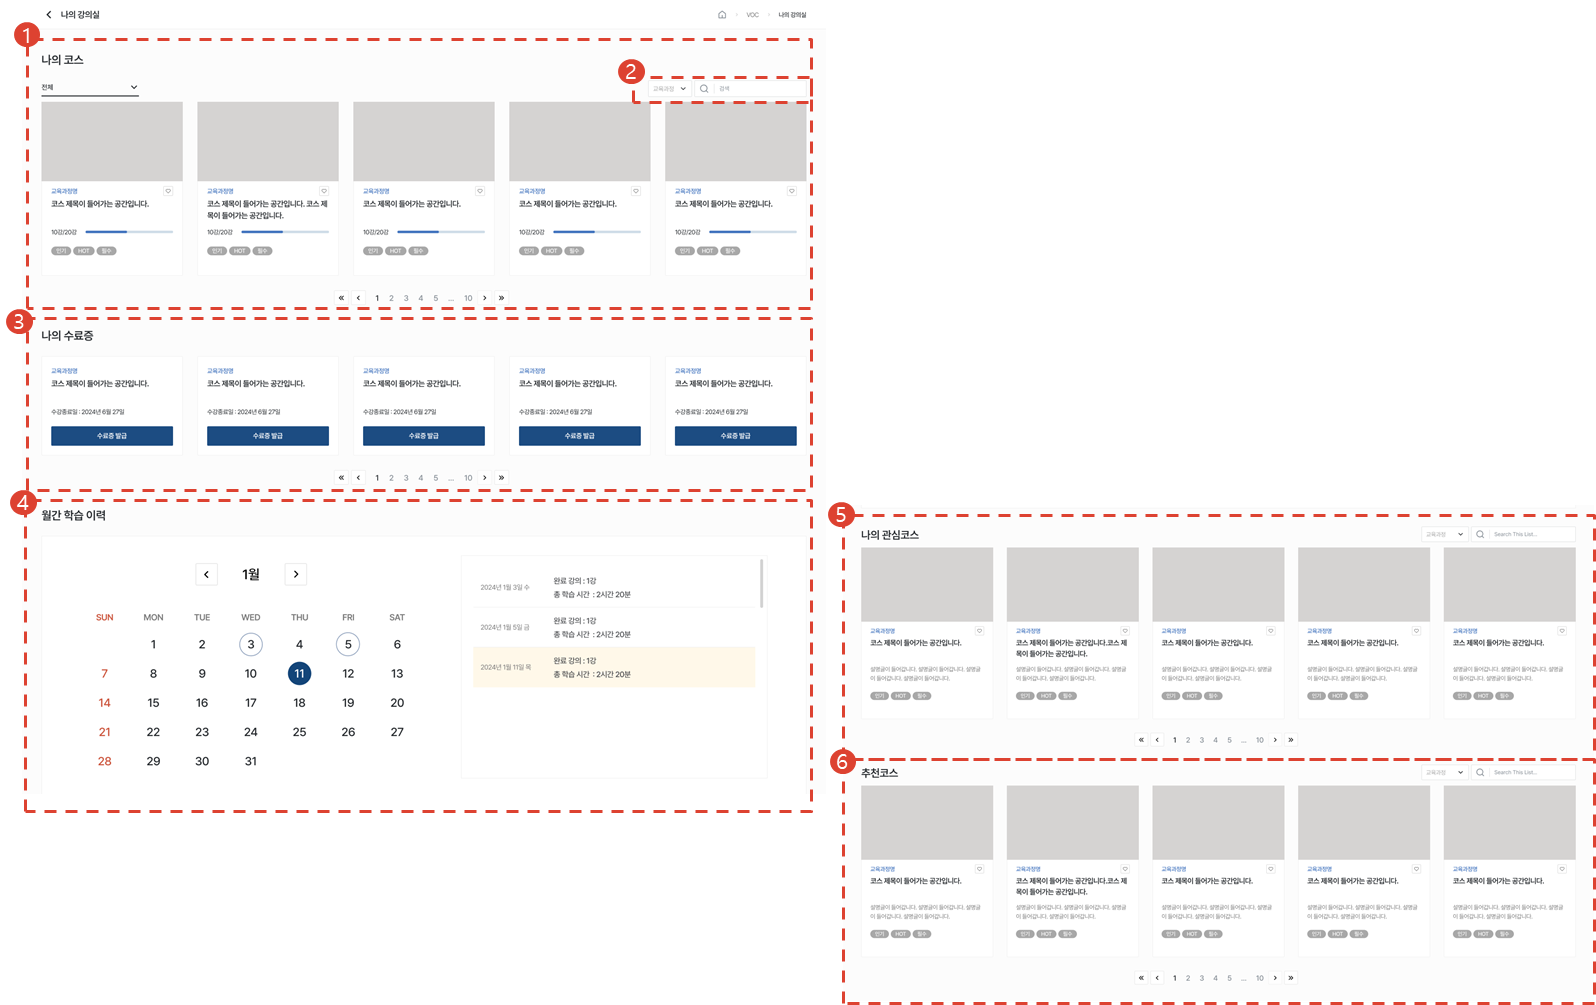 나의 강의실
VOC
나의 강의실
1
나의 코스
2
전체
교육과정
검색
교육과정명
코스 제목이 들어가는 공간입니다.
10강/20강
인기 HOT 필수
교육과정명
코스 제목이 들어가는 공간입니다. 코스 제
목이 들어가는 공간입니다.
10강/20강
인기 HOT 필수
교육과정명
코스 제목이 들어가는 공간입니다.
10강/20강
인기 HOT 필수
교육과정명
코스 제목이 들어가는 공간입니다.
10강/20강
인기 HOT 필수
교육과정명
코스 제목이 들어가는 공간입니다.
10강/20강
인기 HOT 필수
« ‹ 1 2 3 4 5 ... 10 › »
3
나의 수료증
교육과정명
코스 제목이 들어가는 공간입니다.
수강종료일 : 2024년 6월 27일
수료증 발급
교육과정명
코스 제목이 들어가는 공간입니다.
수강종료일 : 2024년 6월 27일
수료증 발급
교육과정명
코스 제목이 들어가는 공간입니다.
수강종료일 : 2024년 6월 27일
수료증 발급
교육과정명
코스 제목이 들어가는 공간입니다.
수강종료일 : 2024년 6월 27일
수료증 발급
교육과정명
코스 제목이 들어가는 공간입니다.
수강종료일 : 2024년 6월 27일
수료증 발급
« ‹ 1 2 3 4 5 ... 10 › »
4
월간 학습 이력
‹ 1월 ›
SUN MON TUE WED THU FRI SAT
1 2 3 4 5 6
7 8 9 10 11 12 13
14 15 16 17 18 19 20
21 22 23 24 25 26 27
28 29 30 31
2024년 1월 3일 수
완료 강의 : 1강
총 학습 시간 : 2시간 20분
2024년 1월 5일 금
완료 강의 : 1강
총 학습 시간 : 2시간 20분
2024년 1월 11일 목
완료 강의 : 1강
총 학습 시간 : 2시간 20분
5
나의 관심코스
교육과정
Search This List...
교육과정명
코스 제목이 들어가는 공간입니다.
설명글이 들어갑니다. 설명글이 들어갑니다. 설명글
이 들어갑니다. 설명글이 들어갑니다.
인기 HOT 필수
교육과정명
코스 제목이 들어가는 공간입니다.코스 제
목이 들어가는 공간입니다.
설명글이 들어갑니다. 설명글이 들어갑니다. 설명글
이 들어갑니다. 설명글이 들어갑니다.
인기 HOT 필수
교육과정명
코스 제목이 들어가는 공간입니다.
설명글이 들어갑니다. 설명글이 들어갑니다. 설명글
이 들어갑니다. 설명글이 들어갑니다.
인기 HOT 필수
교육과정명
코스 제목이 들어가는 공간입니다.
설명글이 들어갑니다. 설명글이 들어갑니다. 설명글
이 들어갑니다. 설명글이 들어갑니다.
인기 HOT 필수
교육과정명
코스 제목이 들어가는 공간입니다.
설명글이 들어갑니다. 설명글이 들어갑니다. 설명글
이 들어갑니다. 설명글이 들어갑니다.
인기 HOT 필수
« ‹ 1 2 3 4 5 ... 10 › »
6
추천코스
교육과정
Search This List...
교육과정명
코스 제목이 들어가는 공간입니다.
설명글이 들어갑니다. 설명글이 들어갑니다. 설명글
이 들어갑니다. 설명글이 들어갑니다.
인기 HOT 필수
교육과정명
코스 제목이 들어가는 공간입니다.코스 제
목이 들어가는 공간입니다.
설명글이 들어갑니다. 설명글이 들어갑니다. 설명글
이 들어갑니다. 설명글이 들어갑니다.
인기 HOT 필수
교육과정명
코스 제목이 들어가는 공간입니다.
설명글이 들어갑니다. 설명글이 들어갑니다. 설명글
이 들어갑니다. 설명글이 들어갑니다.
인기 HOT 필수
교육과정명
코스 제목이 들어가는 공간입니다.
설명글이 들어갑니다. 설명글이 들어갑니다. 설명글
이 들어갑니다. 설명글이 들어갑니다.
인기 HOT 필수
교육과정명
코스 제목이 들어가는 공간입니다.
설명글이 들어갑니다. 설명글이 들어갑니다. 설명글
이 들어갑니다. 설명글이 들어갑니다.
인기 HOT 필수
« ‹ 1 2 3 4 5 ... 10 › »